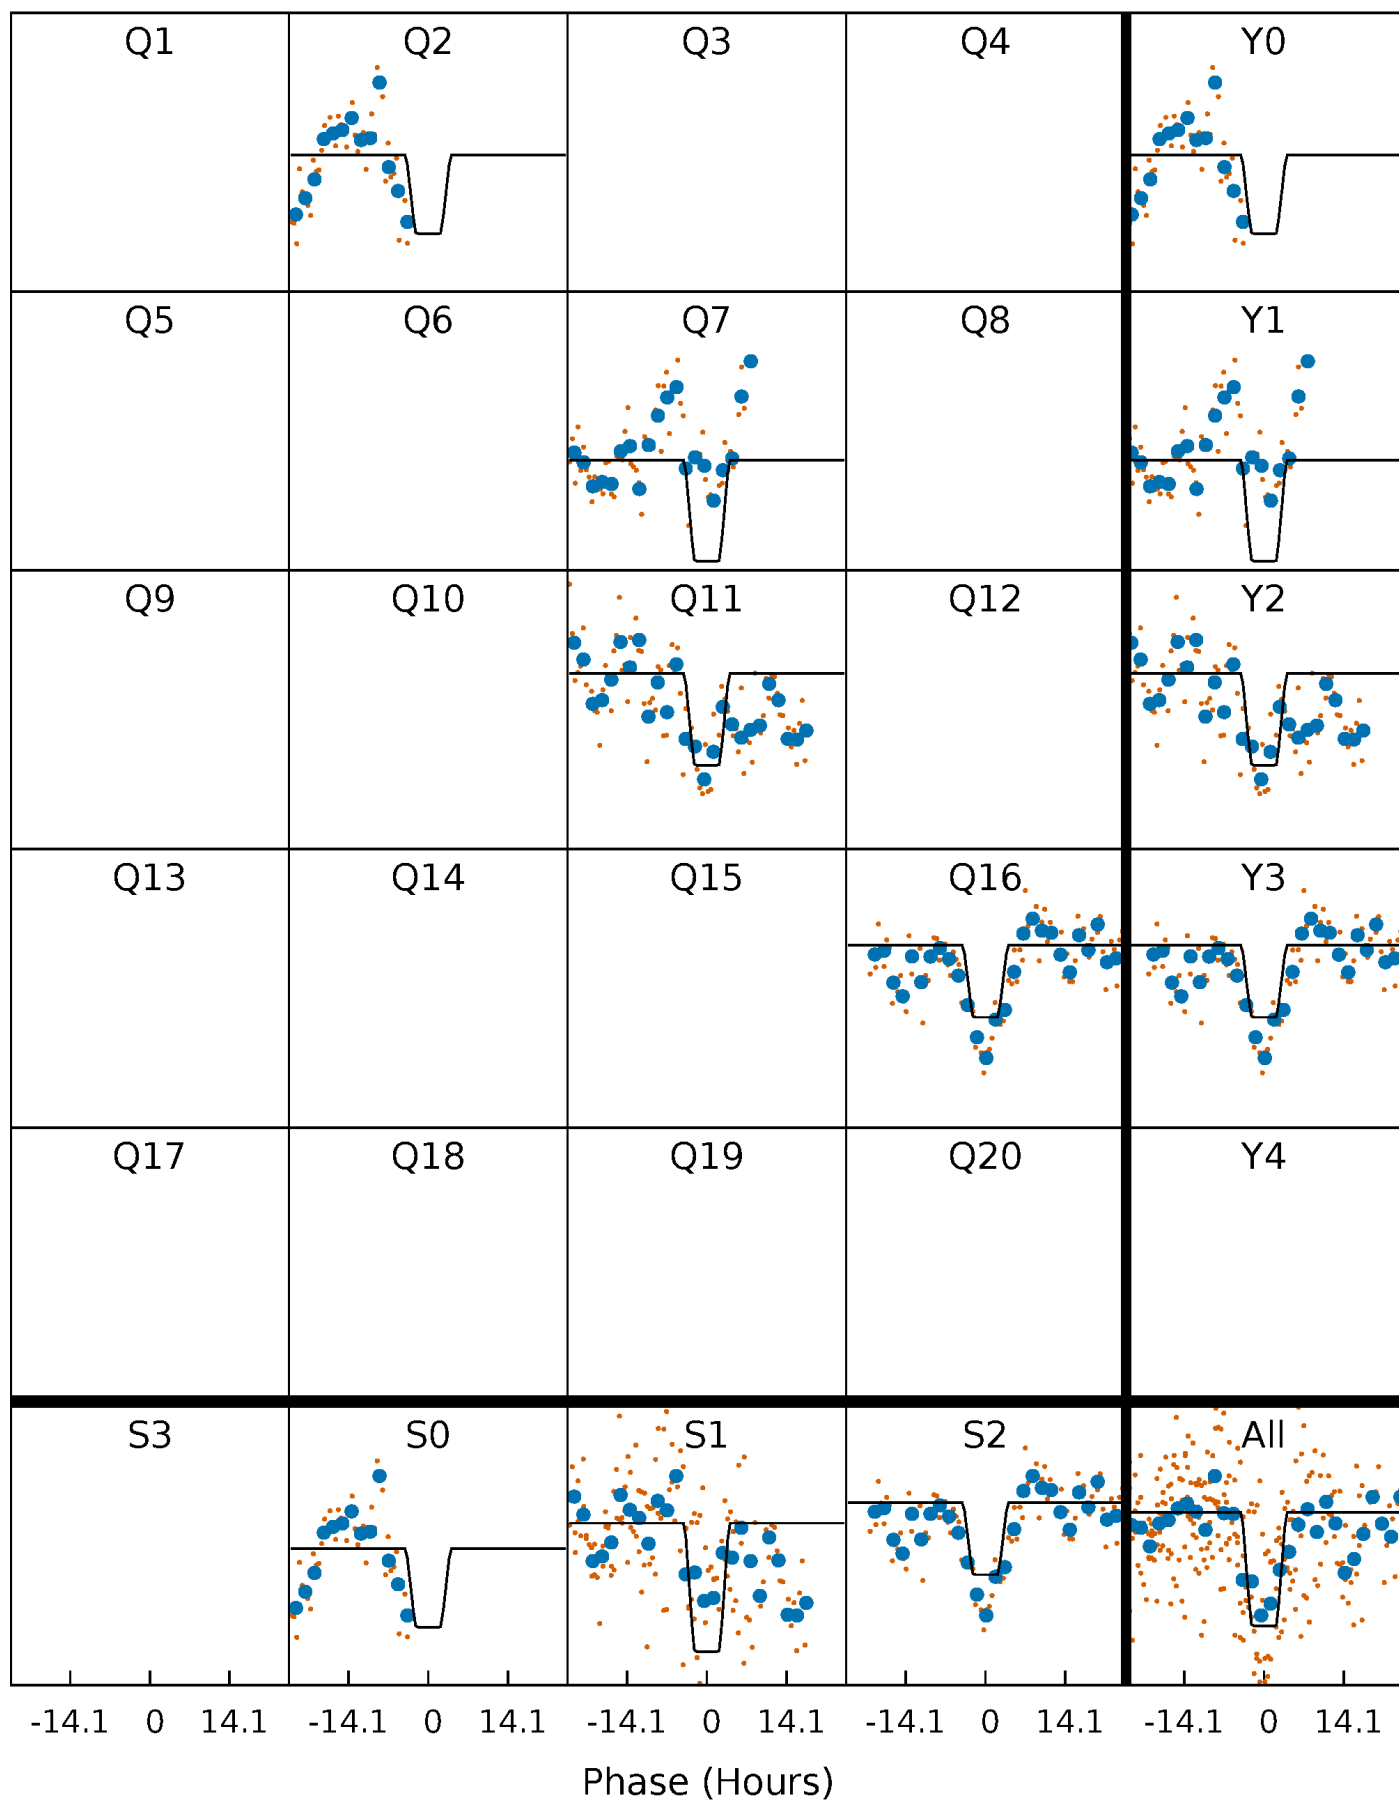 Q1 Q2 Q3 Q4 Y0
Q5 Q6 Q7 Q8 Y1
Q9 Q10 Q11 Q12 Y2
Q13 Q14 Q15 Q16 Y3
Q17 Q18 Q19 Q20 Y4
S3 S0 S1 S2 All
-14.1 0 14.1 -14.1 0 14.1 -14.1 0 14.1 -14.1 0 14.1 -14.1 0 14.1
Phase (Hours)